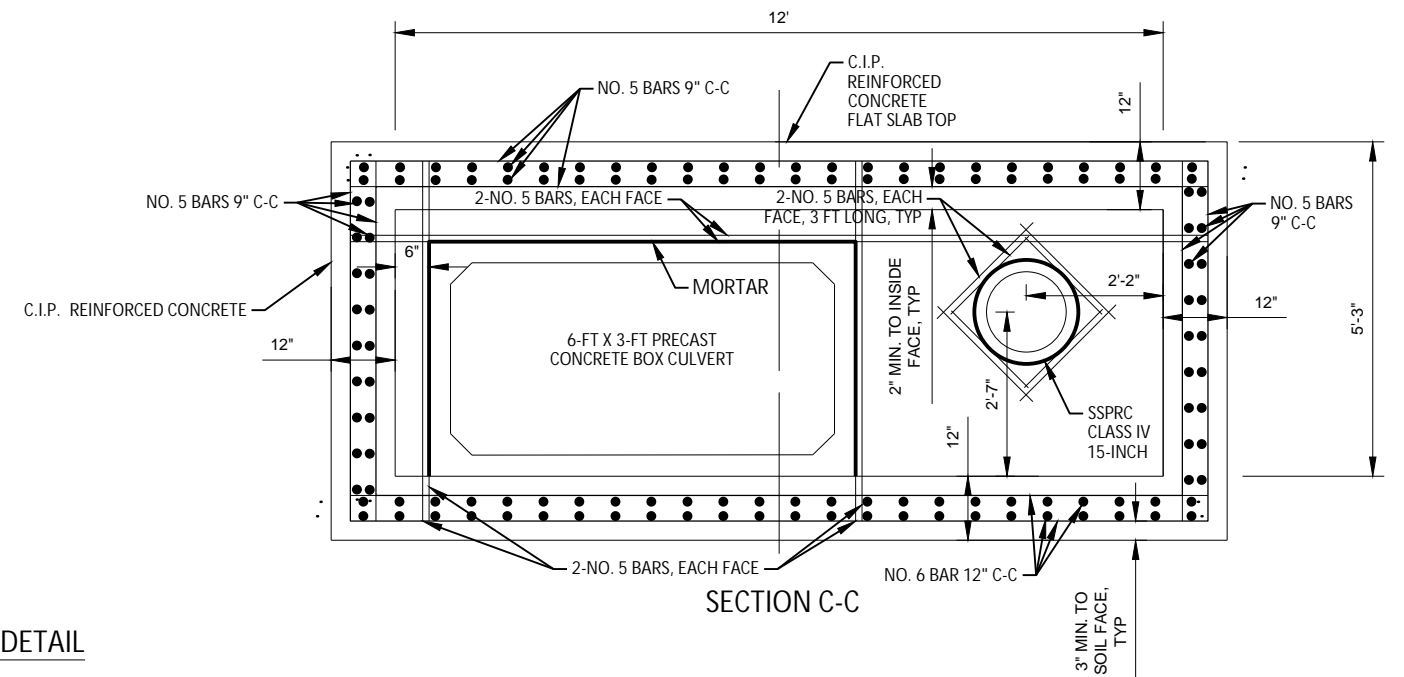 12'
C.I.P.
REINFORCED
CONCRETE
FLAT SLAB TOP
NO. 5 BARS 9" C-C
12"
NO. 5 BARS 9" C-C
2-NO. 5 BARS, EACH FACE
2-NO. 5 BARS, EACH
FACE, 3 FT LONG, TYP
NO. 5 BARS
9" C-C
6"
MORTAR
2'-2"
C.I.P. REINFORCED CONCRETE
12"
12"
5'-3"
6-FT X 3-FT PRECAST
CONCRETE BOX CULVERT
2" MIN. TO INSIDE
FACE, TYP
2'-7"
SSPRC
CLASS IV
15-INCH
12"
2-NO. 5 BARS, EACH FACE
NO. 6 BAR 12" C-C
SECTION C-C
3" MIN. TO
SOIL FACE,
TYP
DETAIL